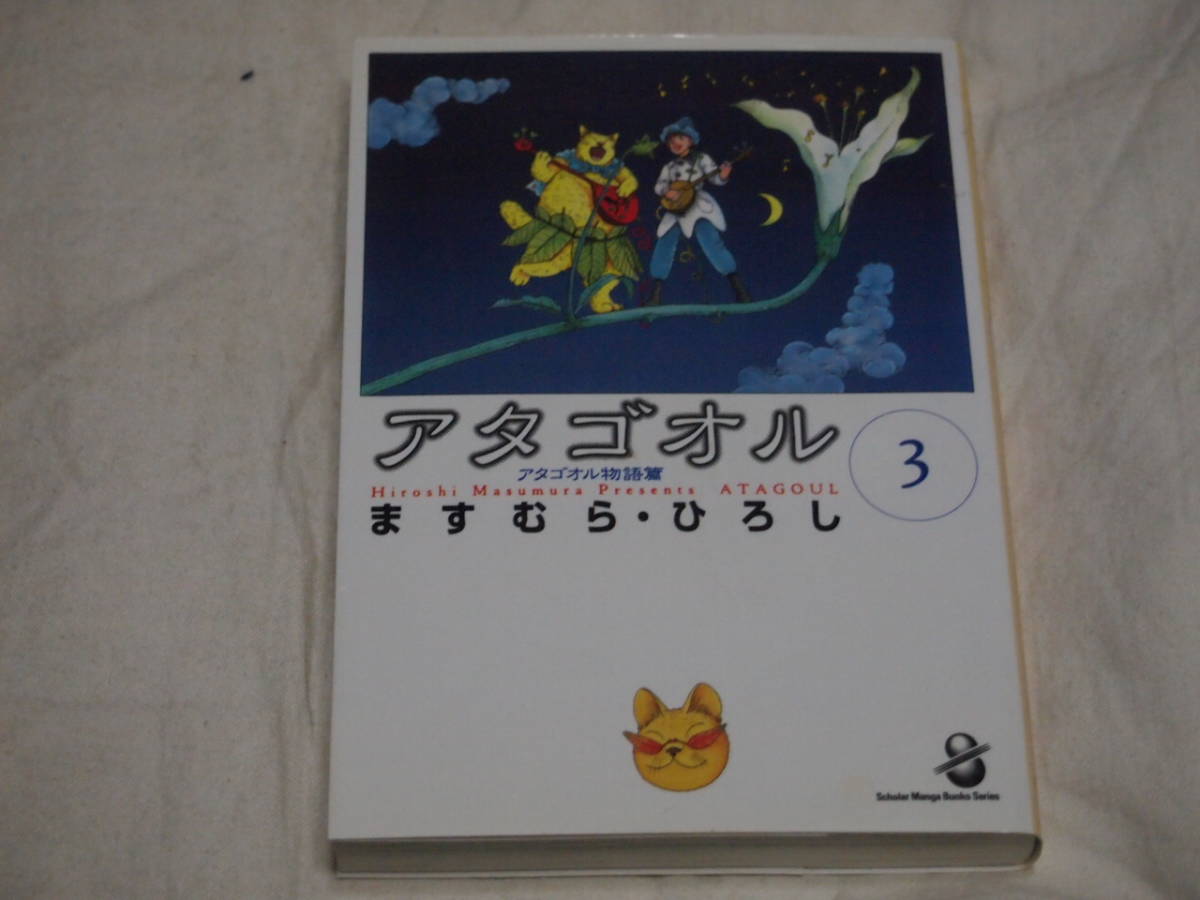 アタゴオル
3
アタゴオル物語篇
Hiroshi Masumura Presents ATAGOUL
ますむら・ひろし
Scholar Manga Books Series